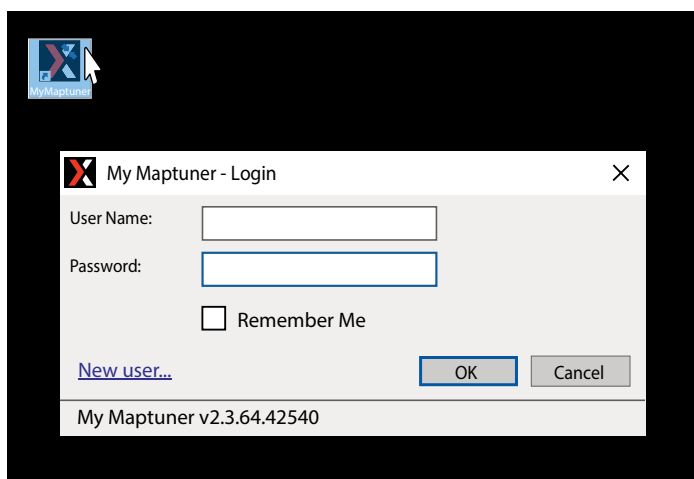 MyMaptuner
My Maptuner - Login
User Name:
Password:
Remember Me
New user...
OK
Cancel
My Maptuner v2.3.64.42540